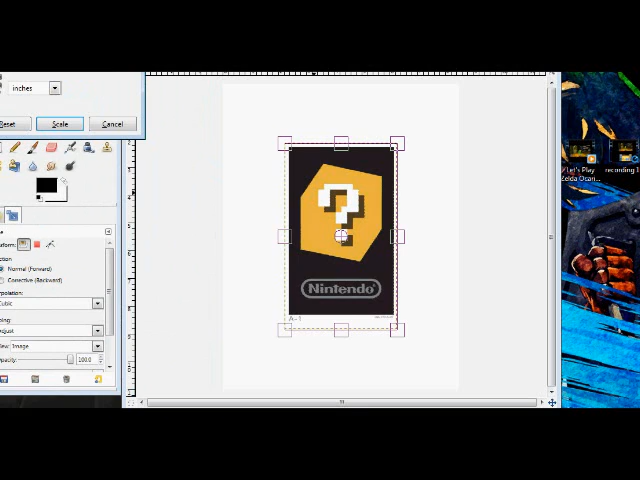 inches
Reset
Scale
Cancel
Let's Play
Zelda Ocari...
recording 1
Normal (Forward)
Corrective (Backward)
Image
100.0
?
Nintendo
A-1